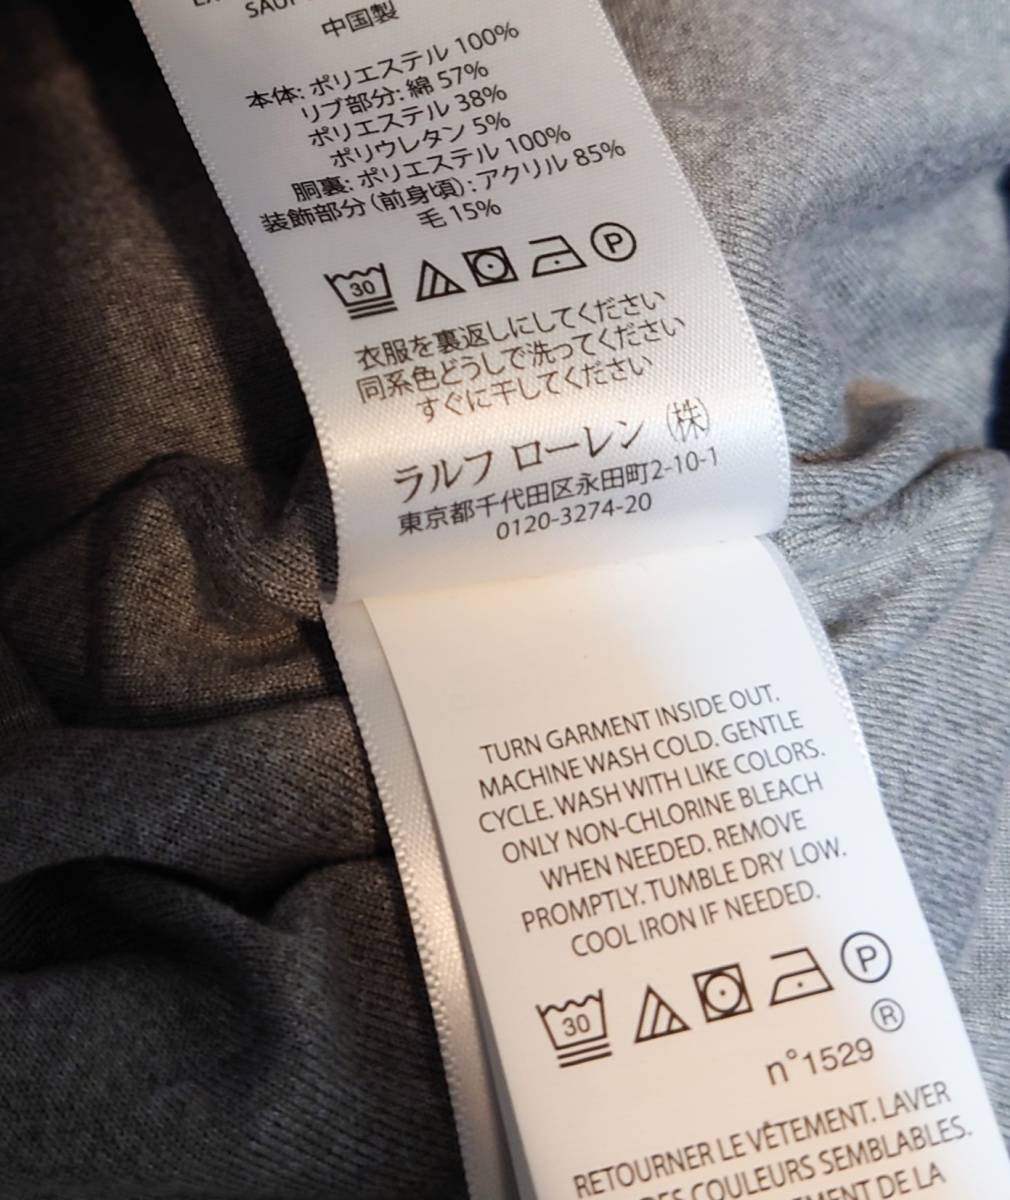 SAUF
中国製
本体: ポリエステル 100%
リブ部分: 綿 57%
ポリエステル 38%
ポリウレタン 5%
胴裏: ポリエステル 100%
装飾部分 (前身頃) : アクリル 85%
毛 15%
30
P
衣服を裏返しにしてください
同系色どうしで洗ってください
すぐに干してください
ラルフ ローレン (株)
東京都千代田区永田町2-10-1
0120-3274-20
TURN GARMENT INSIDE OUT.
MACHINE WASH COLD. GENTLE
CYCLE. WASH WITH LIKE COLORS.
ONLY NON-CHLORINE BLEACH
WHEN NEEDED. REMOVE
PROMPTLY. TUMBLE DRY LOW.
COOL IRON IF NEEDED.
30
P
®
n°1529
RETOURNER LE VÊTEMENT. LAVER
DES COULEURS SEMBLABLES.
DE LA